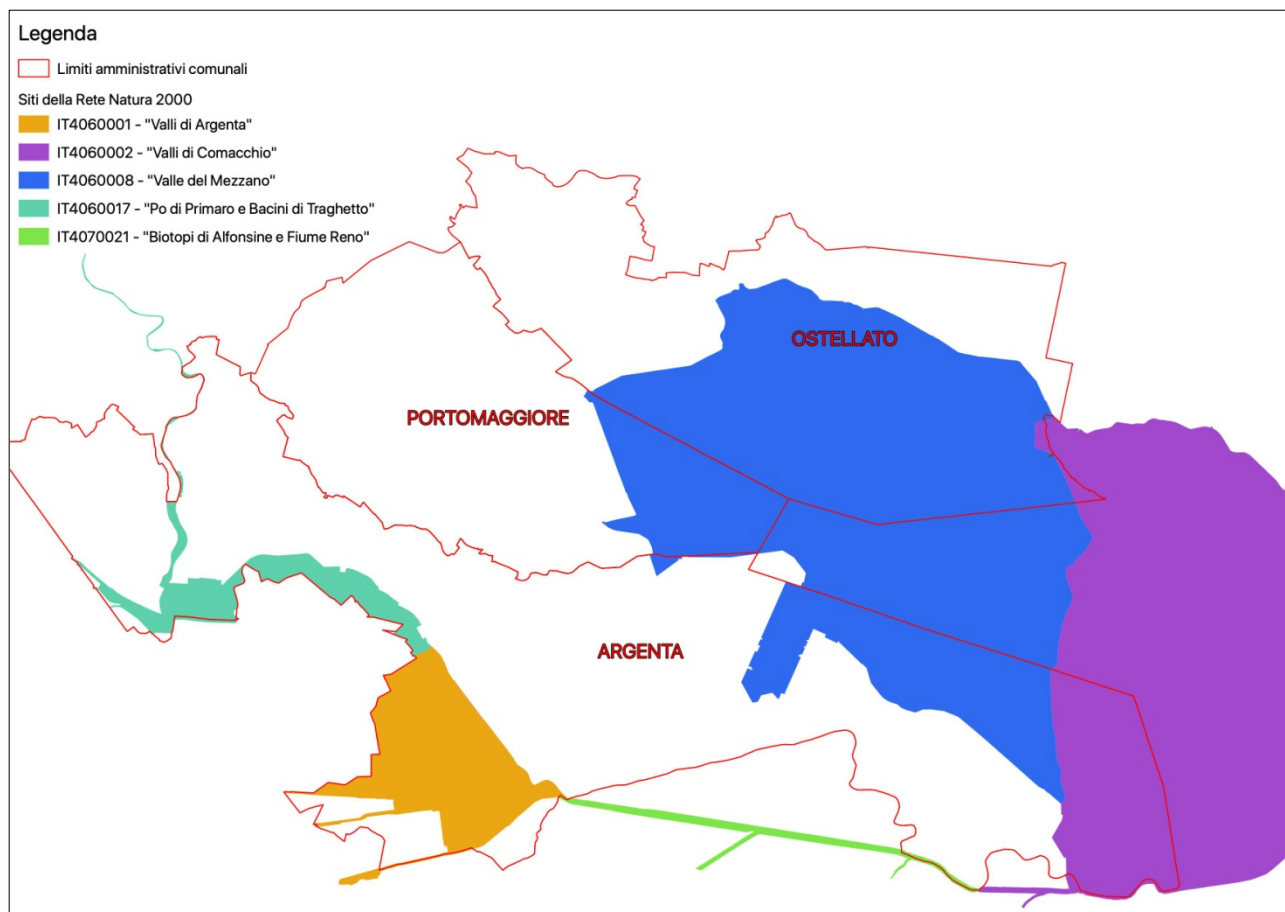 Legenda
Limiti amministrativi comunali
Siti della Rete Natura 2000
IT4060001 - "Valli di Argenta"
IT4060002 - "Valli di Comacchio"
IT4060008 - "Valle del Mezzano"
IT4060017 - "Po di Primaro e Bacini di Traghetto"
IT4070021 - "Biotopi di Alfonsine e Fiume Reno"
OSTELLATO
PORTOMAGGIORE
ARGENTA